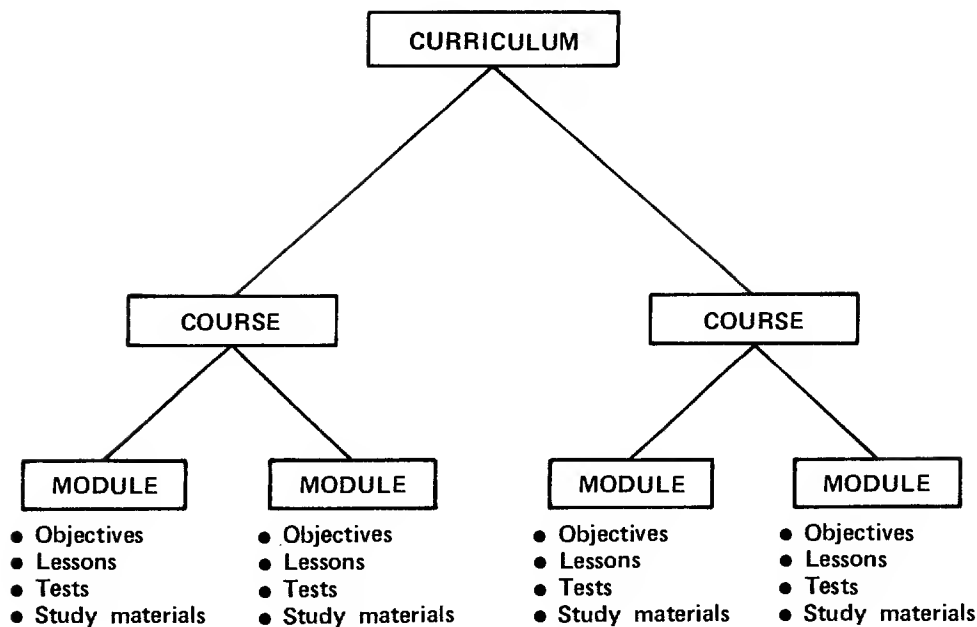 CURRICULUM
COURSE
COURSE
MODULE
MODULE
MODULE
MODULE
• Objectives
• Lessons
• Tests
• Study materials
• Objectives
• Lessons
• Tests
• Study materials
• Objectives
• Lessons
• Tests
• Study materials
• Objectives
• Lessons
• Tests
• Study materials